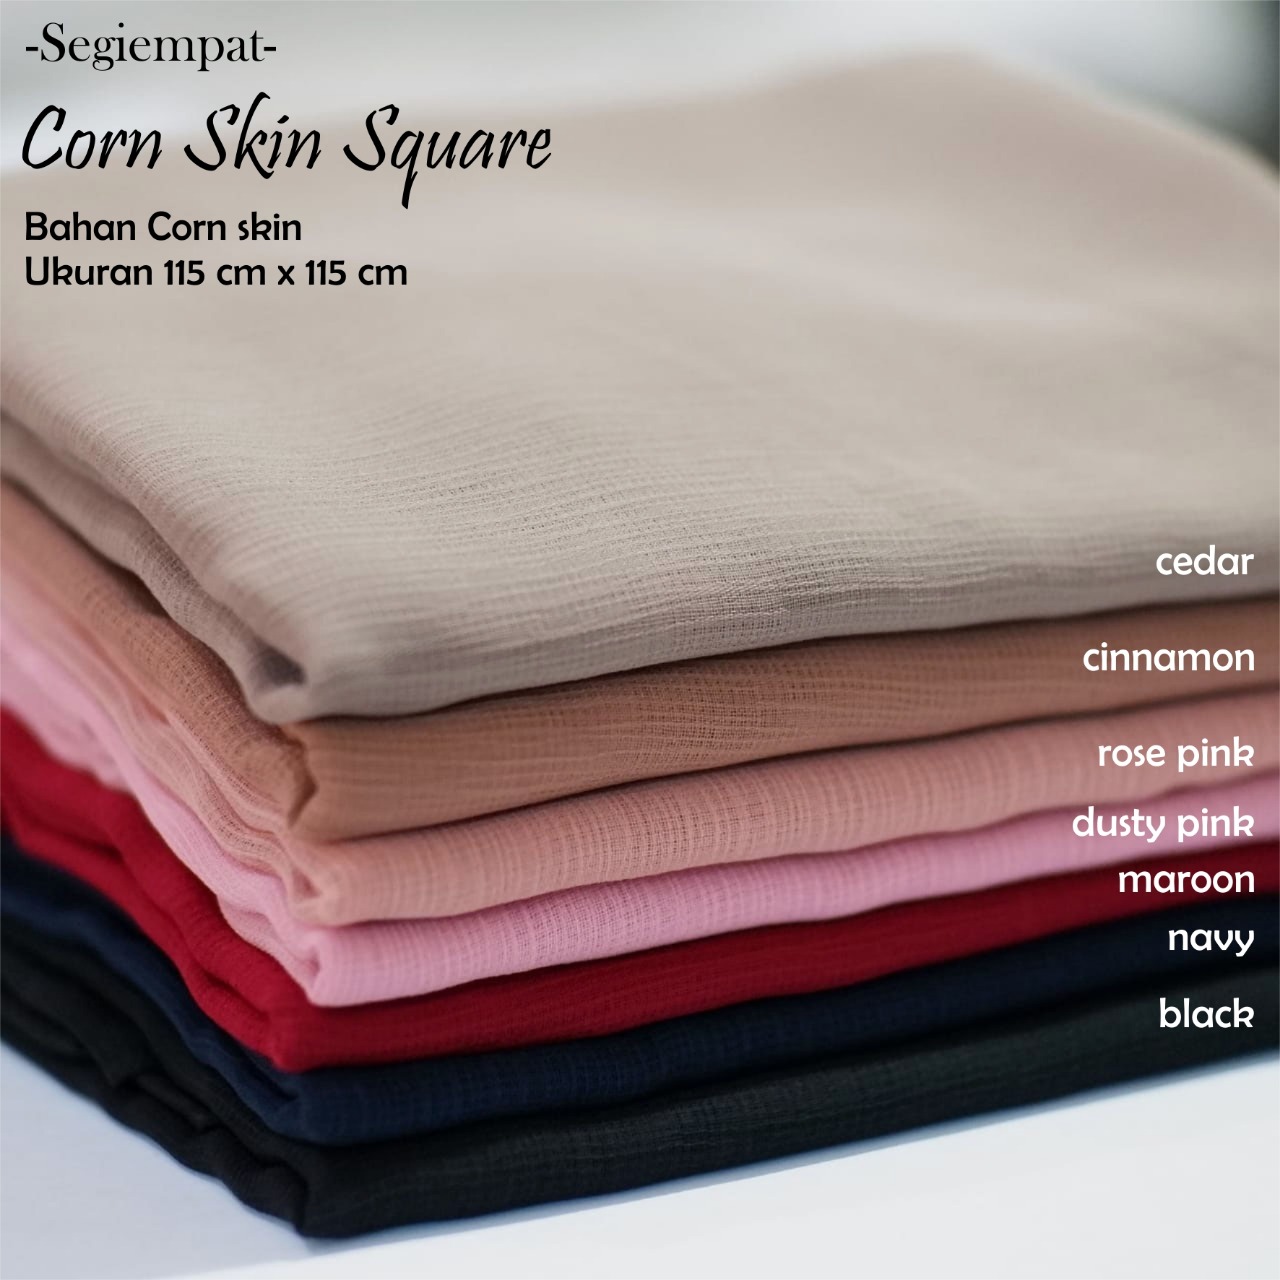 -Segiempat-
Corn Skin Square
Bahan Corn skin
Ukuran 115 cm x 115 cm
cedar
cinnamon
rose pink
dusty pink
maroon
navy
black